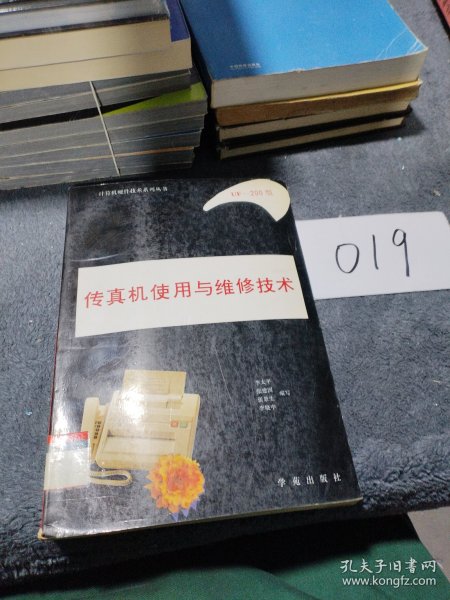 计算机硬件技术系列丛书
UF—200型
传真机使用与维修技术
编写
学苑出版社
019
孔夫子旧书网
www.kongfz.com